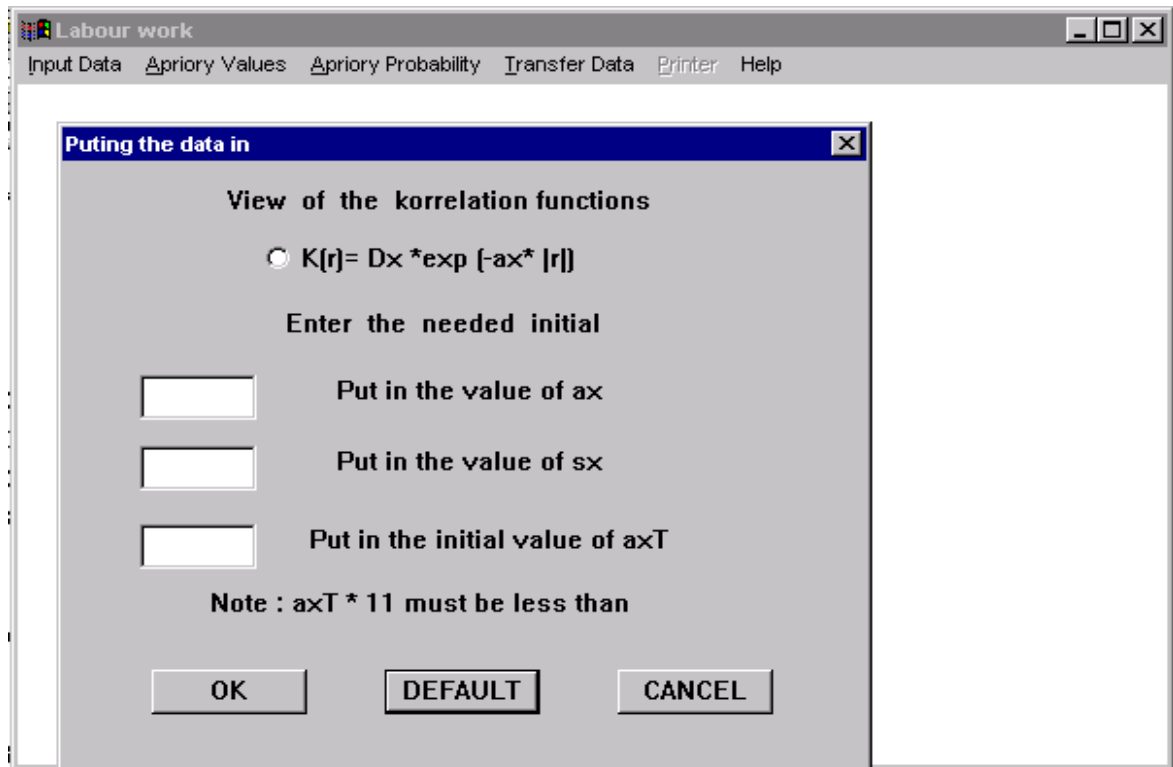 Labour work
Input Data Apriory Values Apriory Probability Transfer Data Printer Help
Puting the data in
View of the korrelation functions
K(r)= Dx *exp (-ax* |r|)
Enter the needed initial
Put in the value of ax
Put in the value of sx
Put in the initial value of axT
Note : axT * 11 must be less than
OK DEFAULT CANCEL